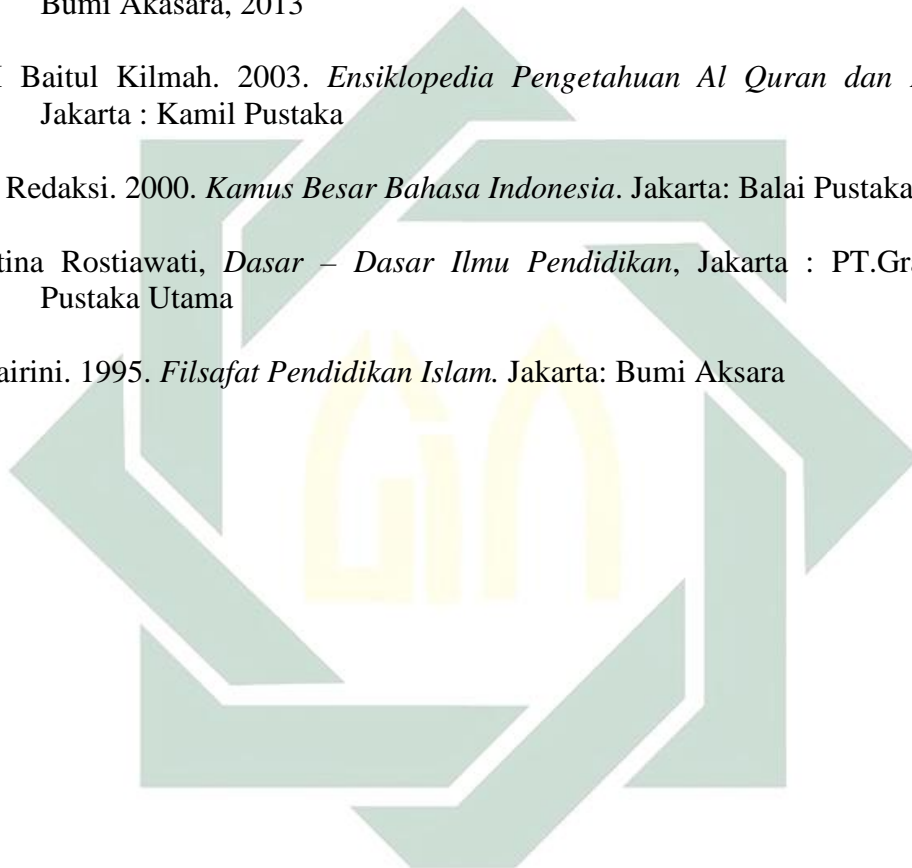 Bumi Akasara, 2013
Baitul Kilmah. 2003. Ensiklopedia Pengetahuan Al Quran dan
Jakarta : Kamil Pustaka
Redaksi. 2000. Kamus Besar Bahasa Indonesia. Jakarta: Balai Pustaka
tina Rostiawati, Dasar – Dasar Ilmu Pendidikan, Jakarta : PT.Gra
Pustaka Utama
airini. 1995. Filsafat Pendidikan Islam. Jakarta: Bumi Aksara